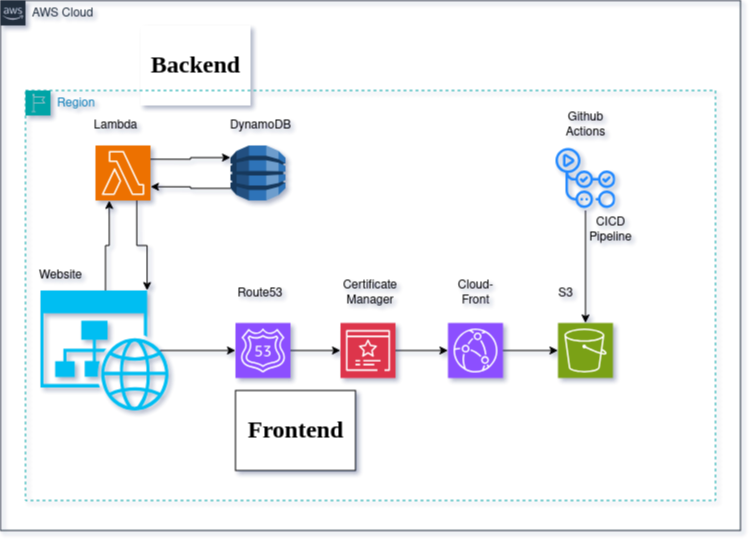 aws
AWS Cloud
Backend
Region
Lambda
DynamoDB
Github
Actions
CICD
Pipeline
Website
Route53
Certificate
Manager
Cloud-
Front
S3
53
Frontend